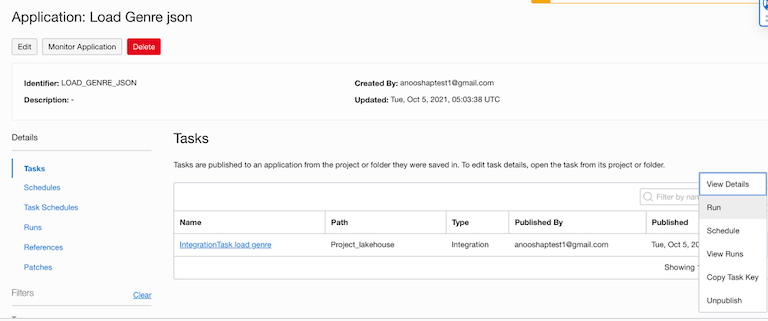 Application: Load Genre json
Edit
Monitor Application
Delete
Identifier: LOAD_GENRE_JSON
Created By: anooshaptest1@gmail.com
Description: -
Updated: Tue, Oct 5, 2021, 05:03:38 UTC
Details
Tasks
Schedules
Task Schedules
Runs
References
Patches
Filters
Clear
Tasks
Tasks are published to an application from the project or folder they were saved in. To edit task details, open the task from its project or folder.
Filter by
Name
Path
Type
Published By
Published
IntegrationTask load genre
Project_lakehouse
Integration
anooshaptest1@gmail.com
Tue, Oct 5, 20
Showing
View Details
Run
Schedule
View Runs
Copy Task Key
Unpublish